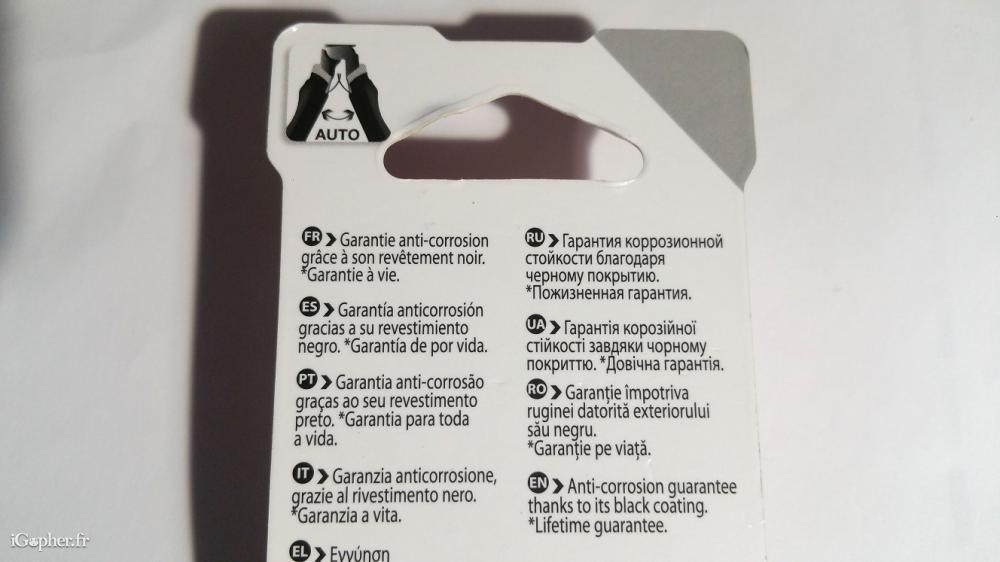 AUTO
FR Garantie anti-corrosion
grâce à son revêtement noir.
*Garantie à vie.
ES Garantía anticorrosión
gracias a su revestimiento
negro. *Garantía de por vida.
PT Garantia anti-corrosão
graças ao seu revestimento
preto. *Garantia para toda
a vida.
IT Garanzia anticorrosione,
grazie al rivestimento nero.
*Garanzia a vita.
EL Εγγύηση
RU Гарантия коррозионной
стойкости благодаря
черному покрытию.
*Пожизненная гарантия.
UA Гарантія корозійної
стійкості завдяки чорному
покриттю. *Довічна гарантія.
RO Garanție împotriva
ruginei datorită exteriorului
său negru.
*Garanție pe viață.
EN Anti-corrosion guarantee
thanks to its black coating.
*Lifetime guarantee.
iGopher.fr